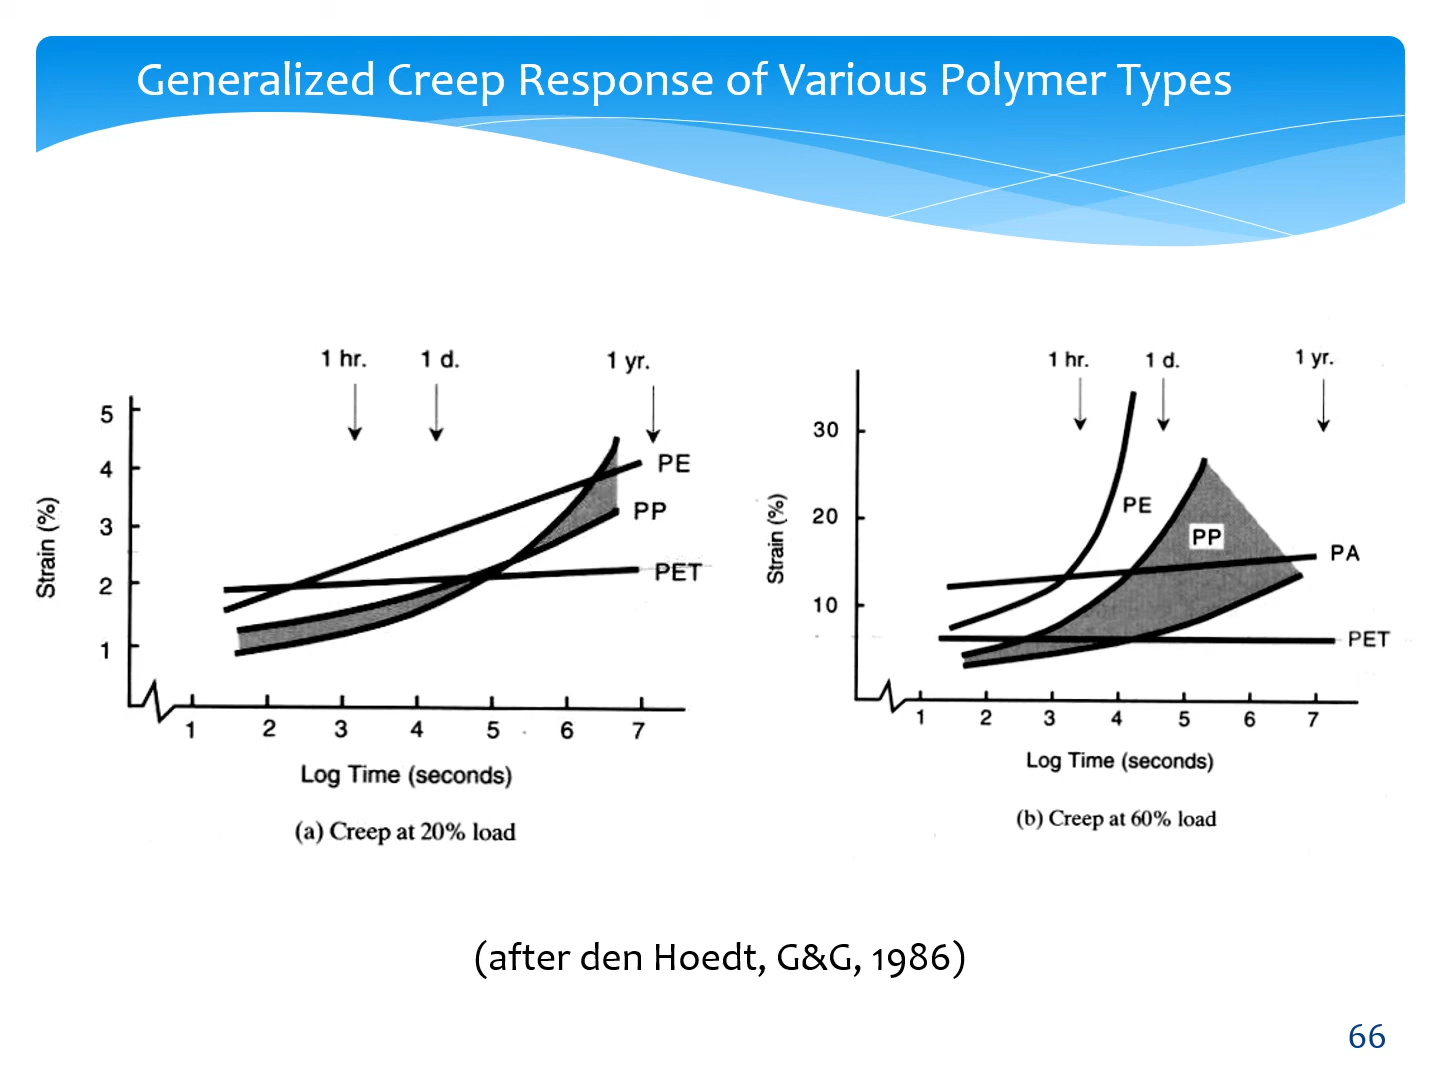 Generalized Creep Response of Various Polymer Types
1 hr.
1 d.
1 yr.
5
4
3
2
1
Strain (%)
PE
PP
PET
1 2 3 4 5 6 7
Log Time (seconds)
(a) Creep at 20% load
1 hr.
1 d.
1 yr.
30
20
10
Strain (%)
PE
PP
PA
PET
1 2 3 4 5 6 7
Log Time (seconds)
(b) Creep at 60% load
(after den Hoedt, G&G, 1986)
66